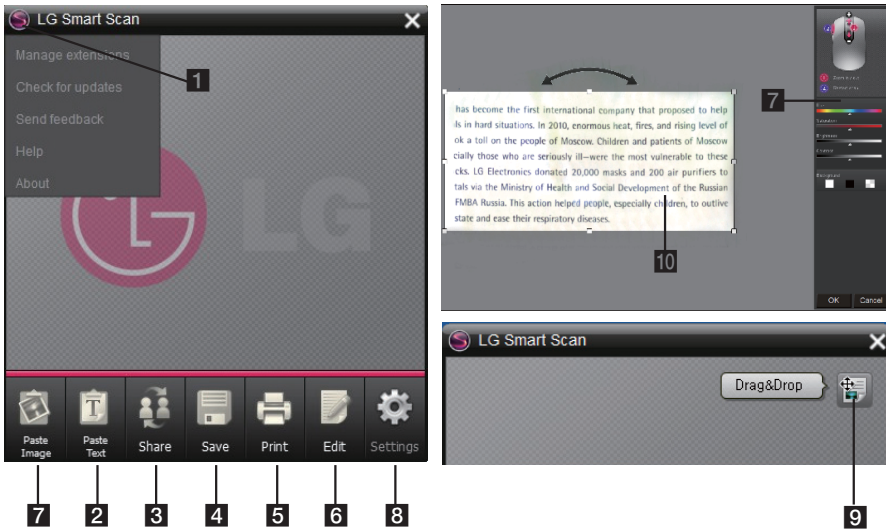 LG Smart Scan
Manage extensions
1
Check for updates
Send feedback
Help
About
LG
LG
Paste
Image
Paste
Text
Share
Save
Print
Edit
Settings
7
2
3
4
5
6
8
7
Saturation
Brightness
Background
has become the first international company that proposed to help
ls in hard situations. In 2010, enormous heat, fires, and rising level of
ok a toll on the people of Moscow. Children and patients of Moscow
cially those who are seriously ill—were the most vulnerable to these
cks. LG Electronics donated 20,000 masks and 200 air purifiers to
tals via the Ministry of Health and Social Development of the Russian
FMBA Russia. This action helped people, especially children, to outlive
state and ease their respiratory diseases.
10
OK Cancel
LG Smart Scan
Drag&Drop
T
9